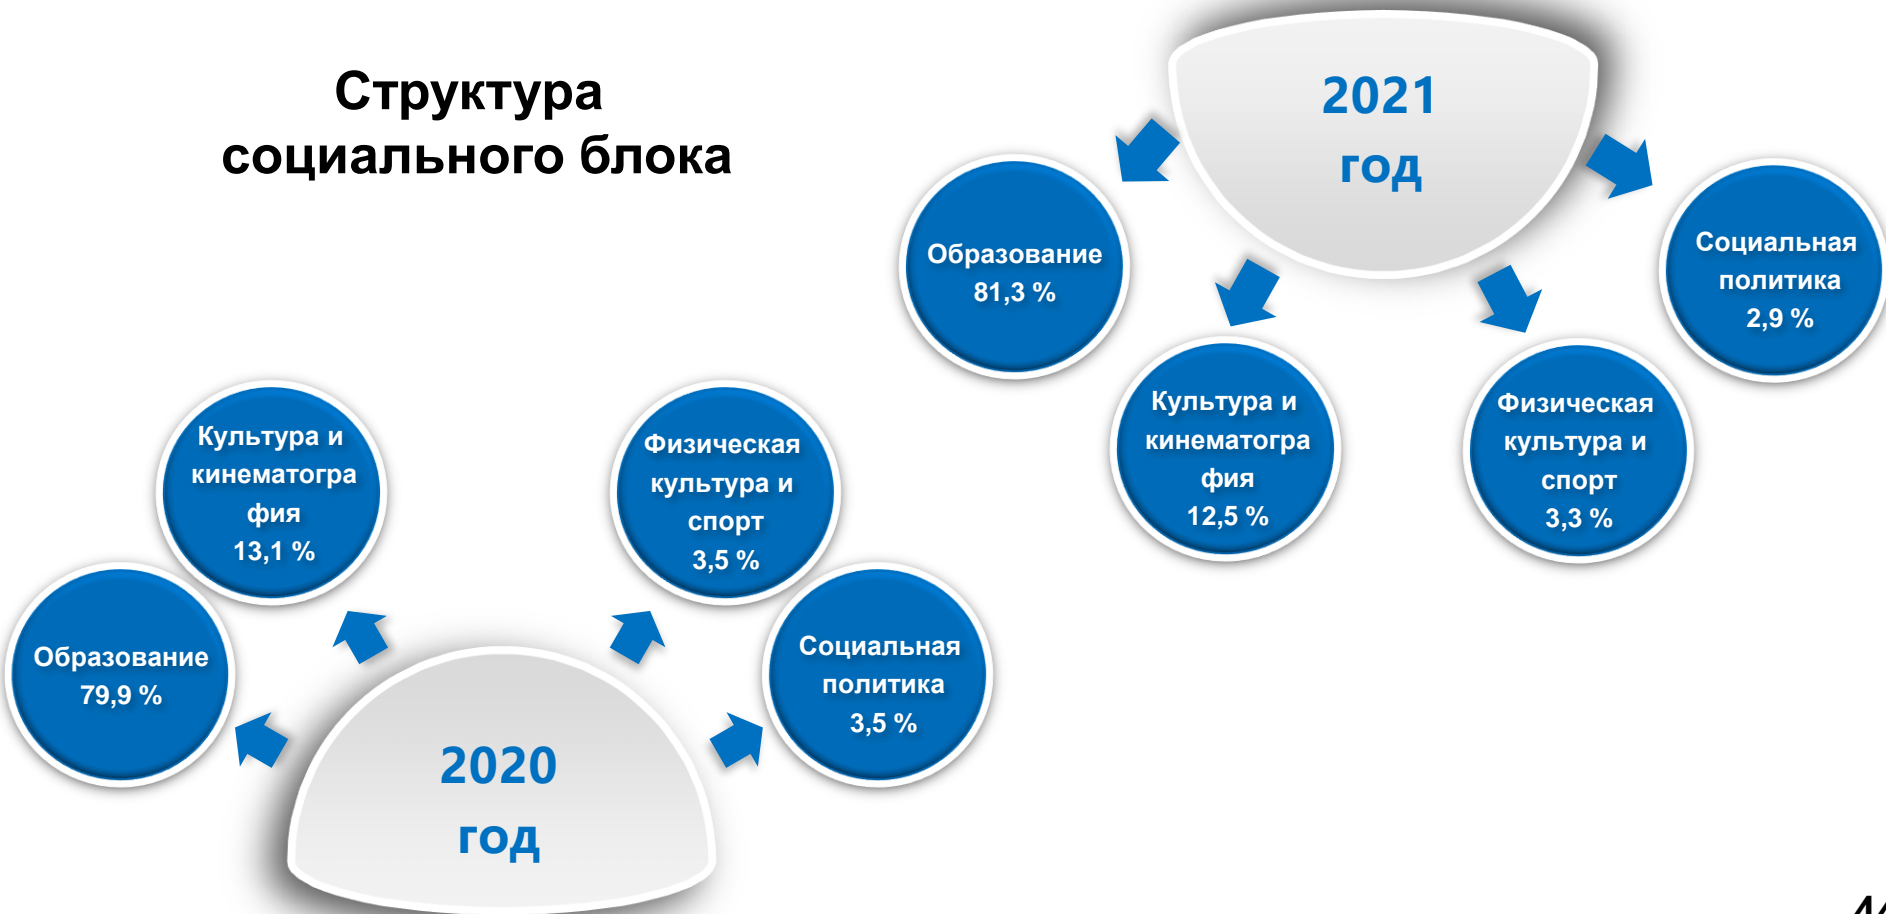 Структура
социального блока
2021
год
Образование
81,3 %
Культура и
кинематогра
фия
12,5 %
Физическая
культура и
спорт
3,3 %
Социальная
политика
2,9 %
Образование
79,9 %
Культура и
кинематогра
фия
13,1 %
Физическая
культура и
спорт
3,5 %
Социальная
политика
3,5 %
2020
год